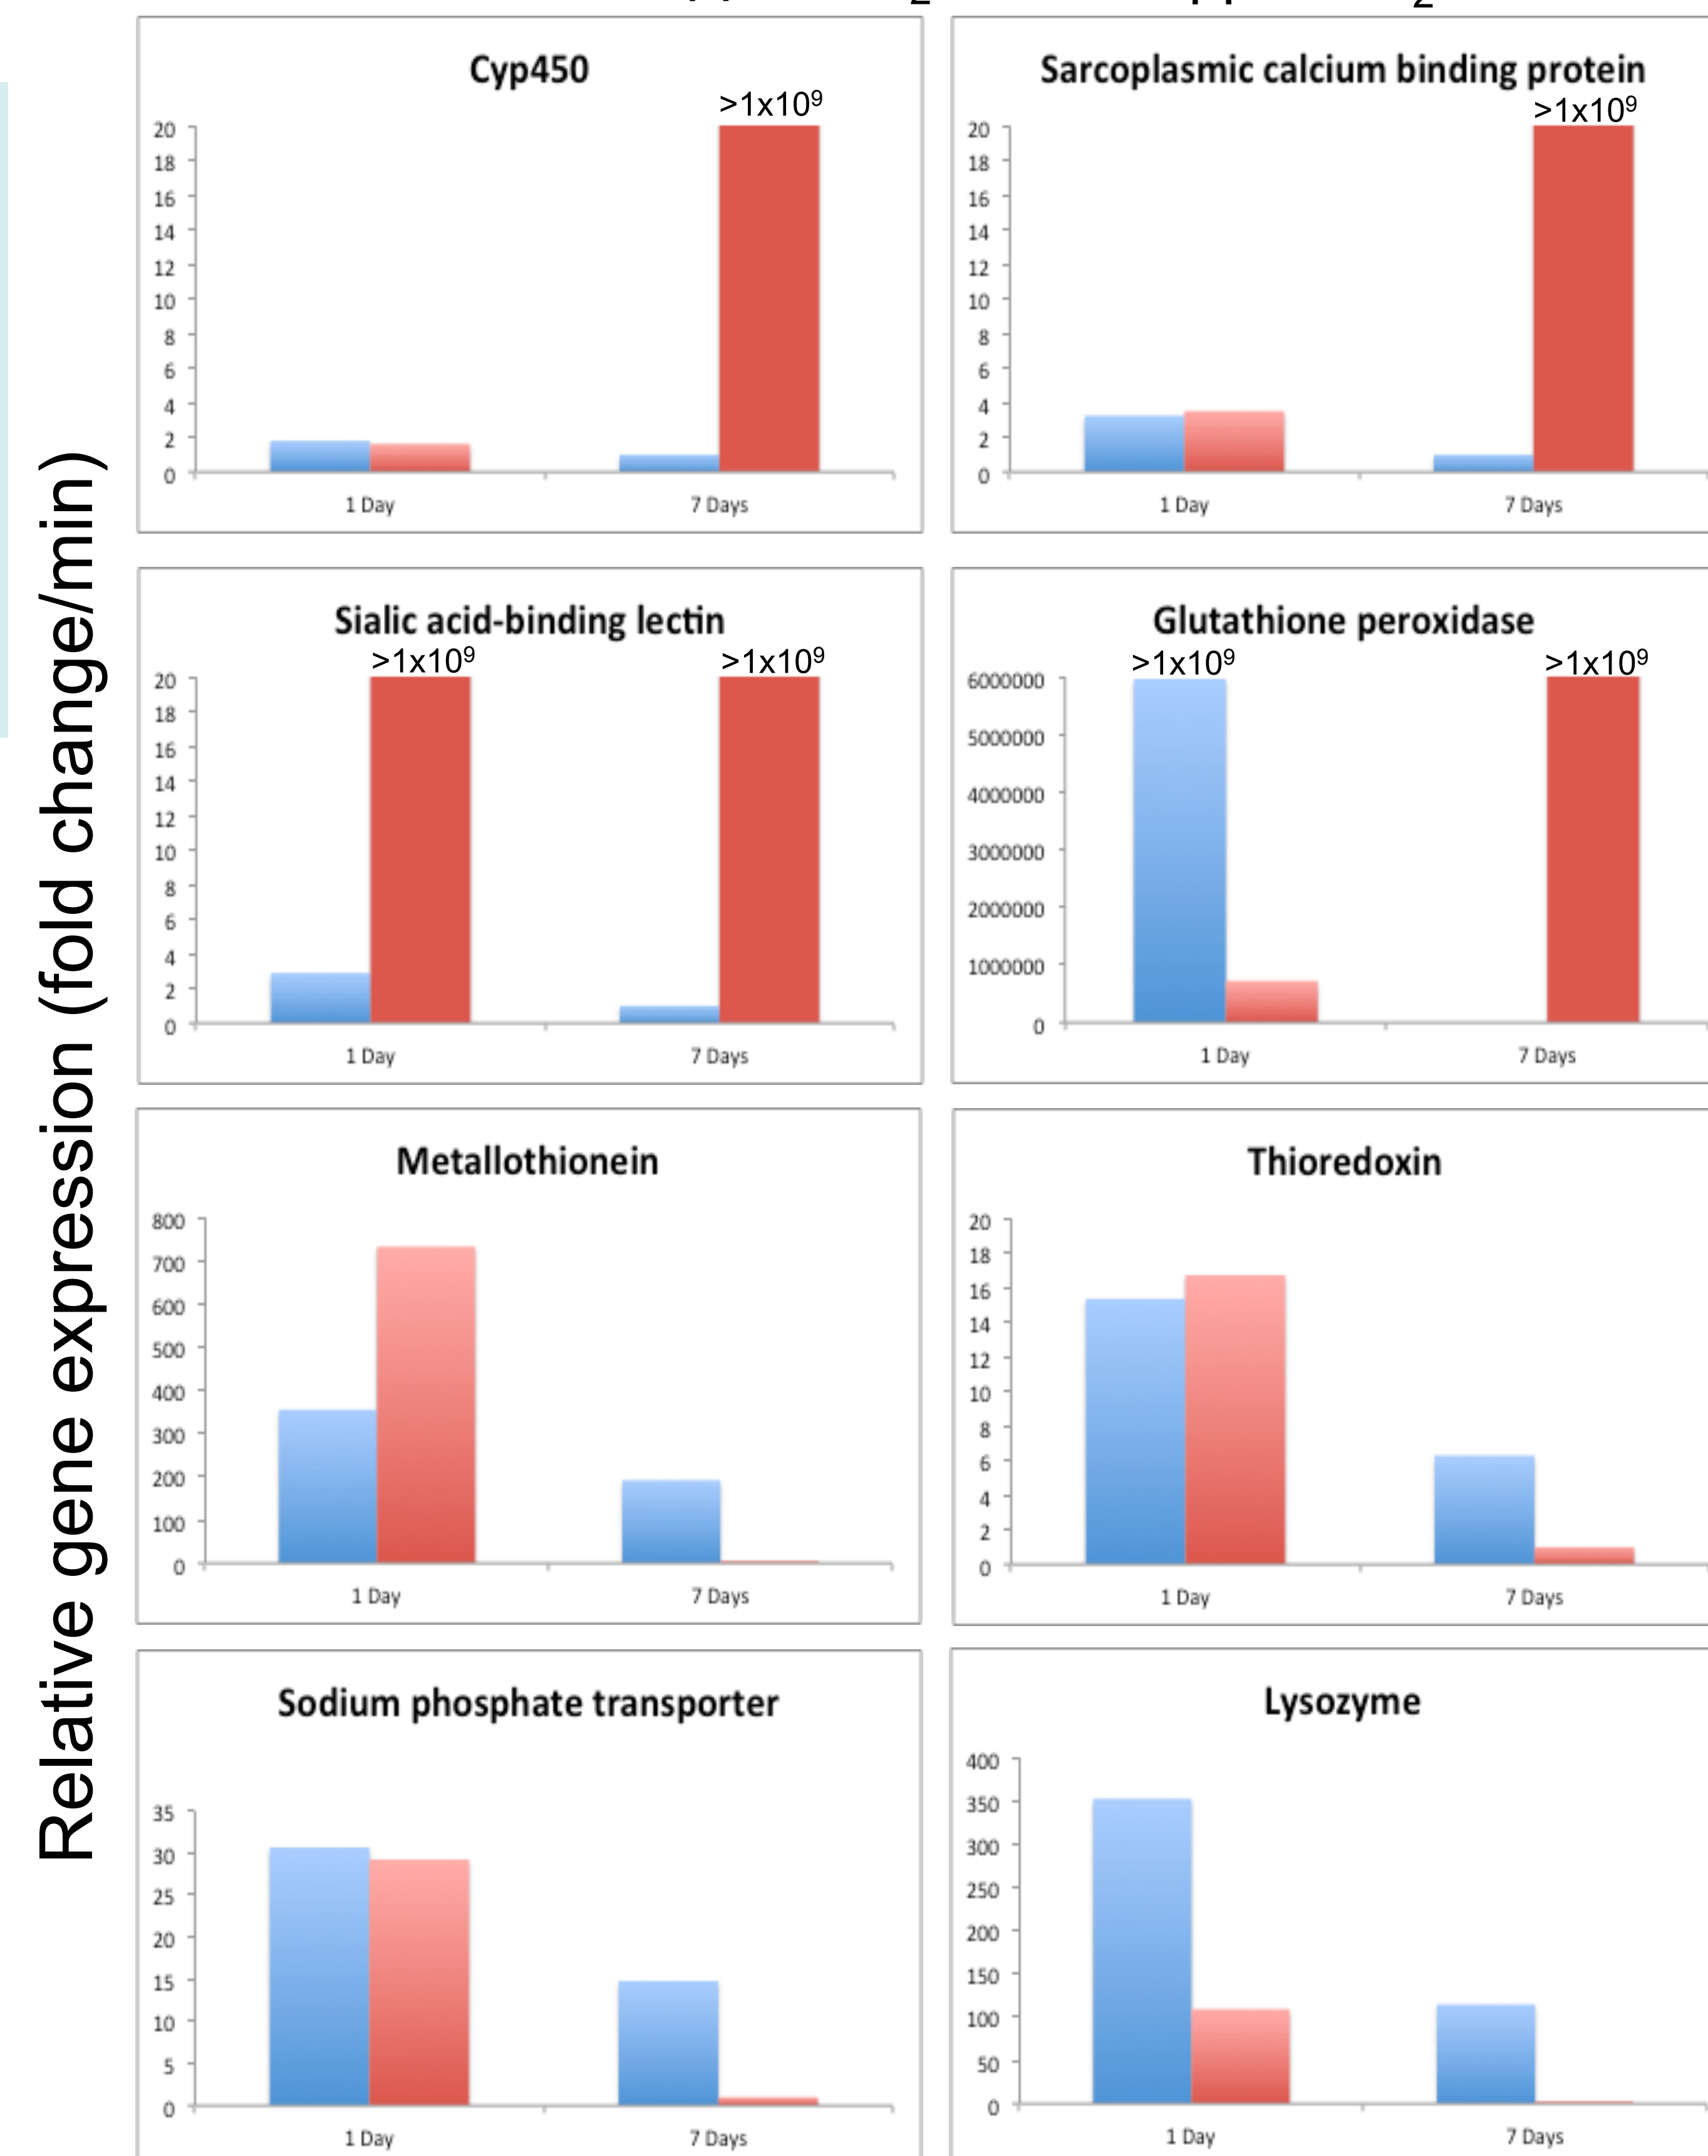 Relative gene expression (fold change/min)
Cyp450
>1x10⁹
20
18
16
14
12
10
8
6
4
2
0
1 Day
7 Days
Sarcoplasmic calcium binding protein
>1x10⁹
20
18
16
14
12
10
8
6
4
2
0
1 Day
7 Days
Sialic acid-binding lectin
>1x10⁹
>1x10⁹
20
18
16
14
12
10
8
6
4
2
0
1 Day
7 Days
Glutathione peroxidase
>1x10⁹
>1x10⁹
6000000
5000000
4000000
3000000
2000000
1000000
0
1 Day
7 Days
Metallothionein
800
700
600
500
400
300
200
100
0
1 Day
7 Days
Thioredoxin
20
18
16
14
12
10
8
6
4
2
0
1 Day
7 Days
Sodium phosphate transporter
35
30
25
20
15
10
5
0
1 Day
7 Days
Lysozyme
400
350
300
250
200
150
100
50
0
1 Day
7 Days